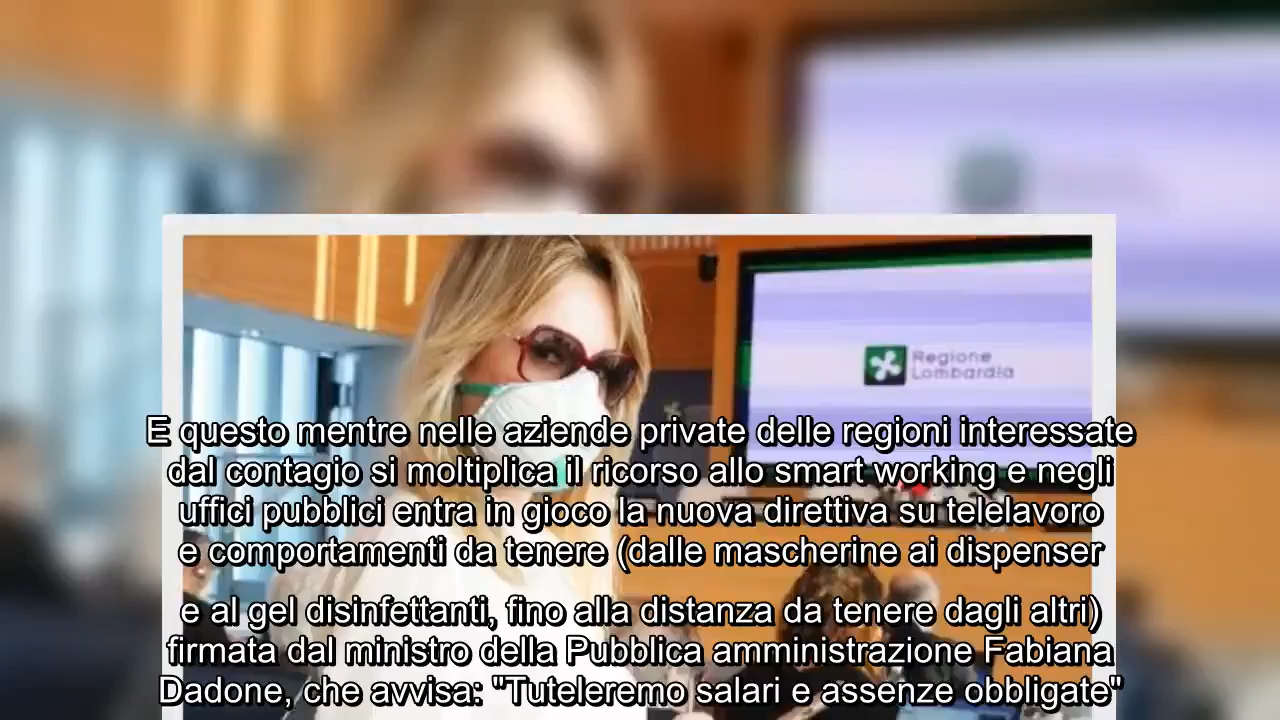 Regione
Lombardia
E questo mentre nelle aziende private delle regioni interessate
dal contagio si moltiplica il ricorso allo smart working e negli
uffici pubblici entra in gioco la nuova direttiva su telelavoro
e comportamenti da tenere (dalle mascherine ai dispenser
e al gel disinfettanti, fino alla distanza da tenere dagli altri)
firmata dal ministro della Pubblica amministrazione Fabiana
Dadone, che avvisa: "Tuteleremo salari e assenze obbligate"